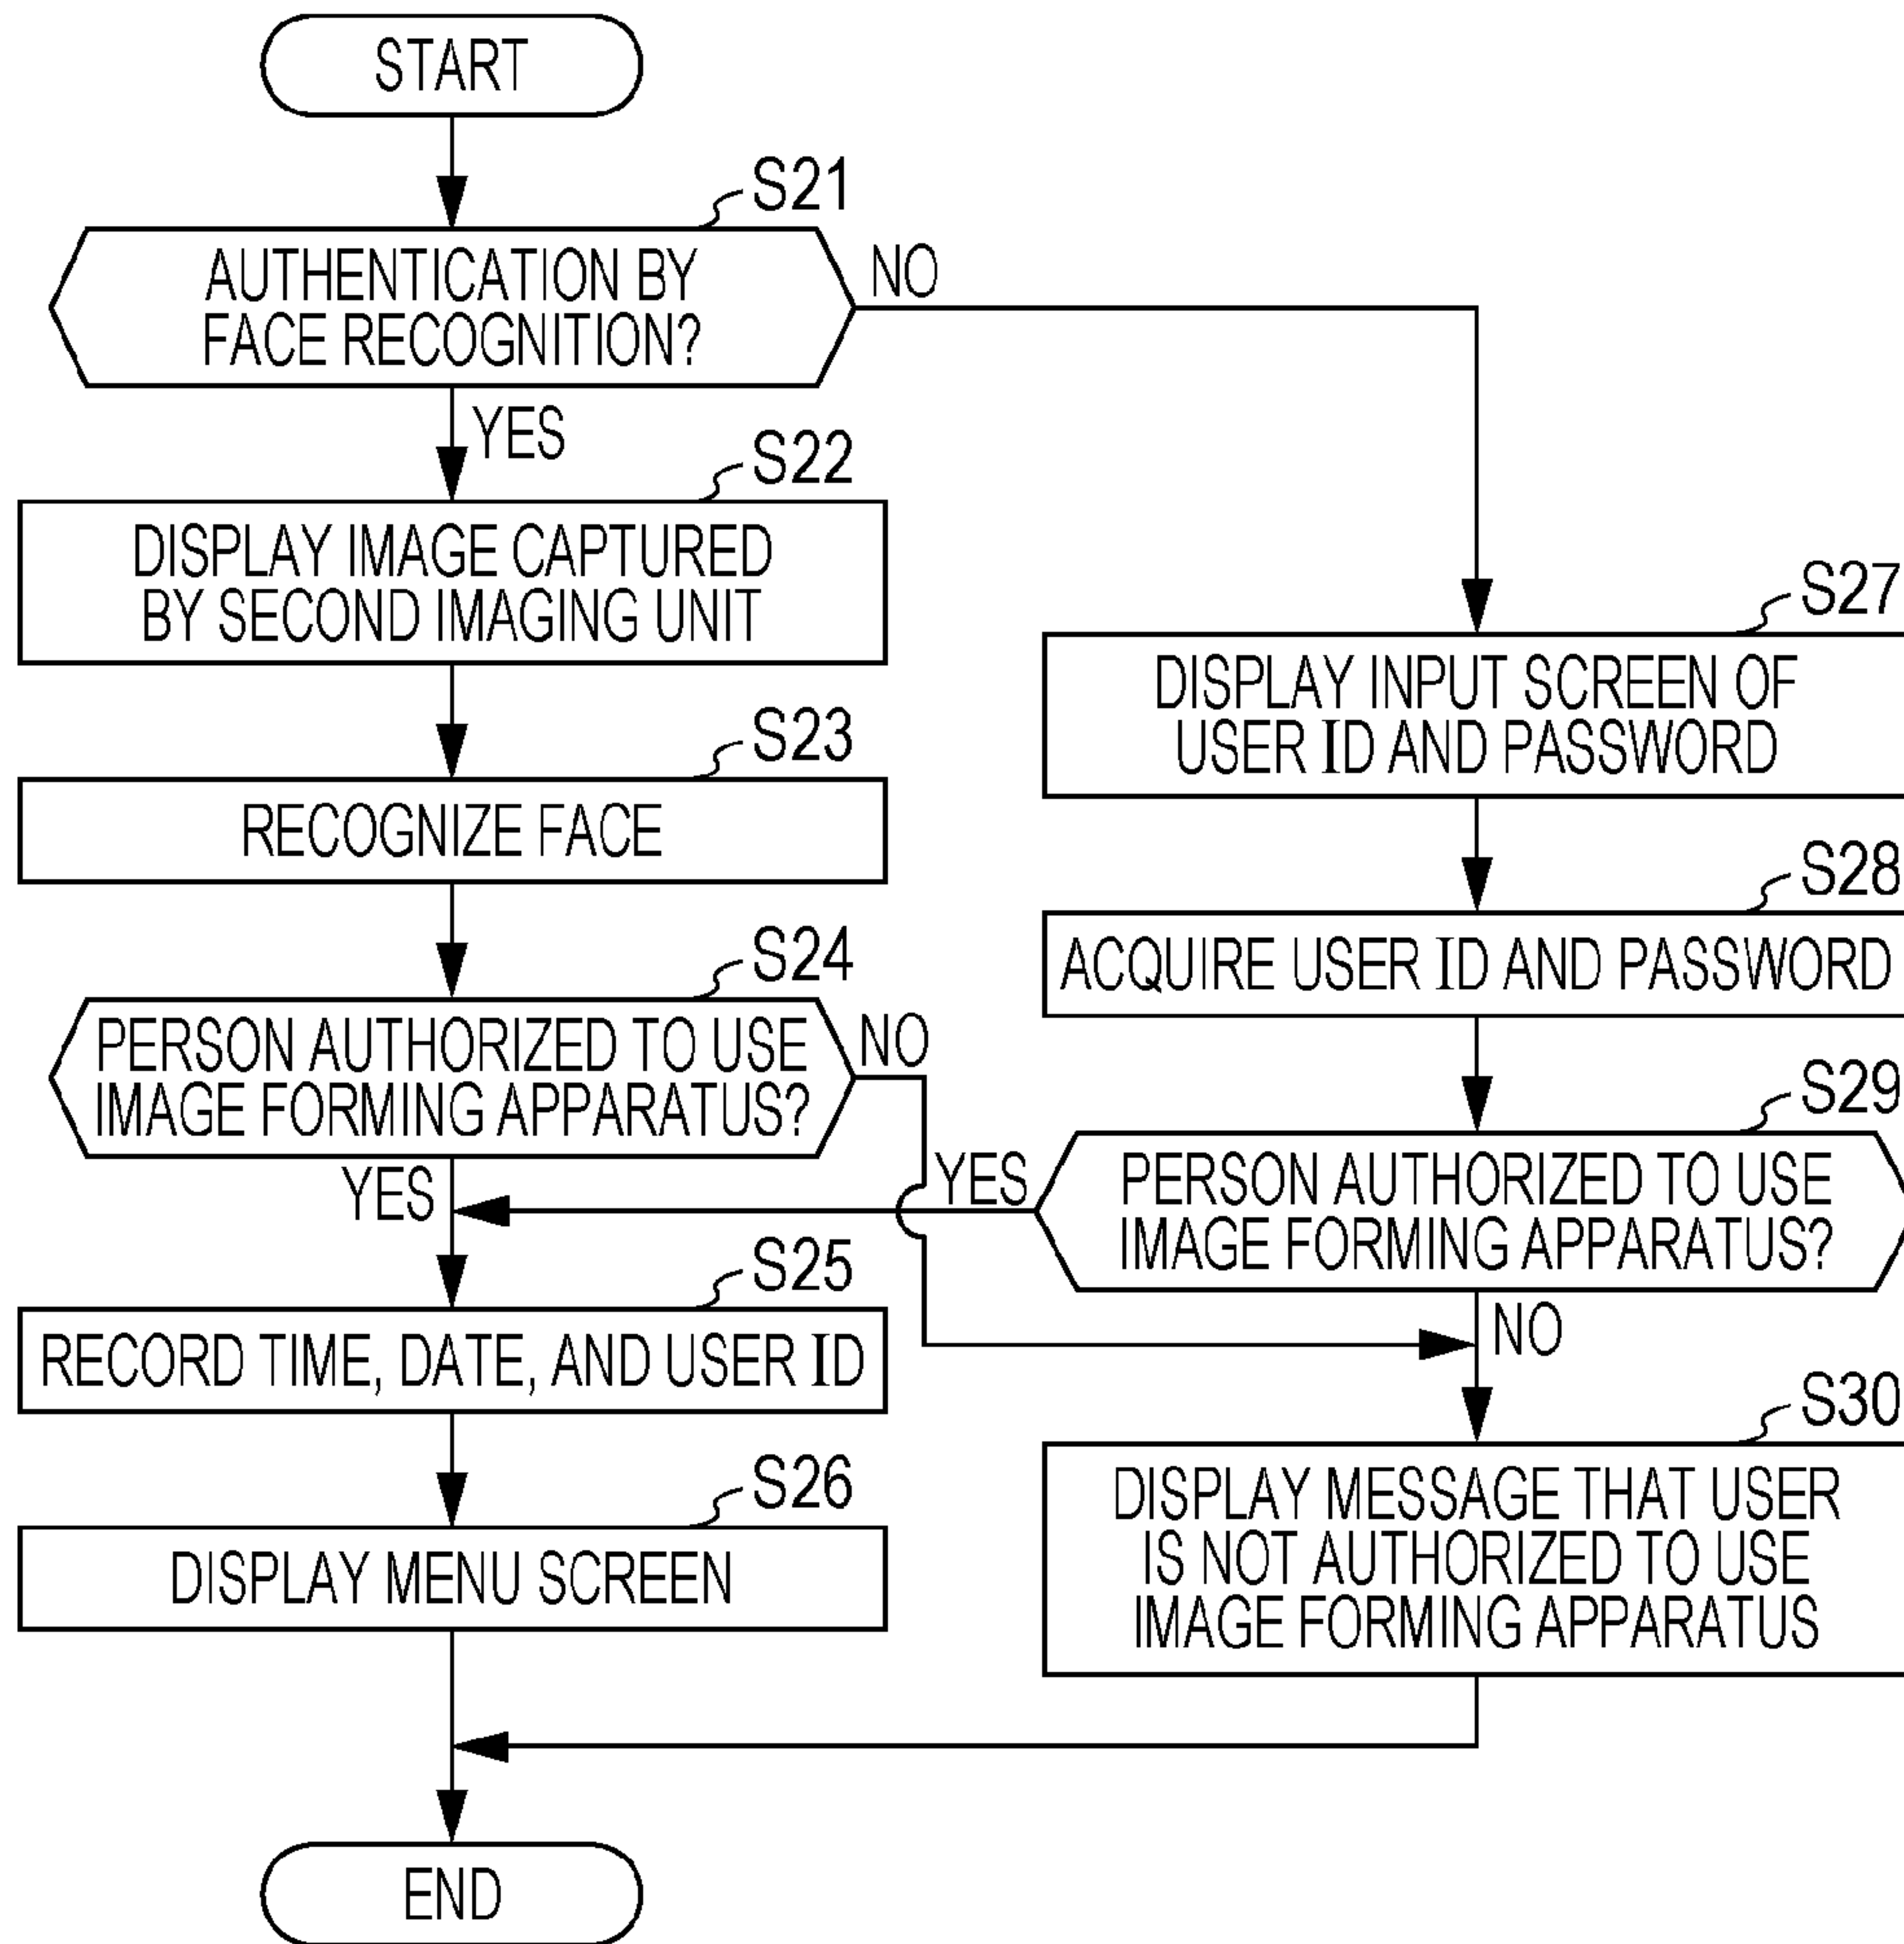 START
S21
AUTHENTICATION BY
FACE RECOGNITION?
NO
YES
S22
DISPLAY IMAGE CAPTURED
BY SECOND IMAGING UNIT
S23
RECOGNIZE FACE
S24
PERSON AUTHORIZED TO USE
IMAGE FORMING APPARATUS?
NO
YES
S25
RECORD TIME, DATE, AND USER ID
S26
DISPLAY MENU SCREEN
S27
DISPLAY INPUT SCREEN OF
USER ID AND PASSWORD
S28
ACQUIRE USER ID AND PASSWORD
S29
PERSON AUTHORIZED TO USE
IMAGE FORMING APPARATUS?
YES
NO
S30
DISPLAY MESSAGE THAT USER
IS NOT AUTHORIZED TO USE
IMAGE FORMING APPARATUS
END